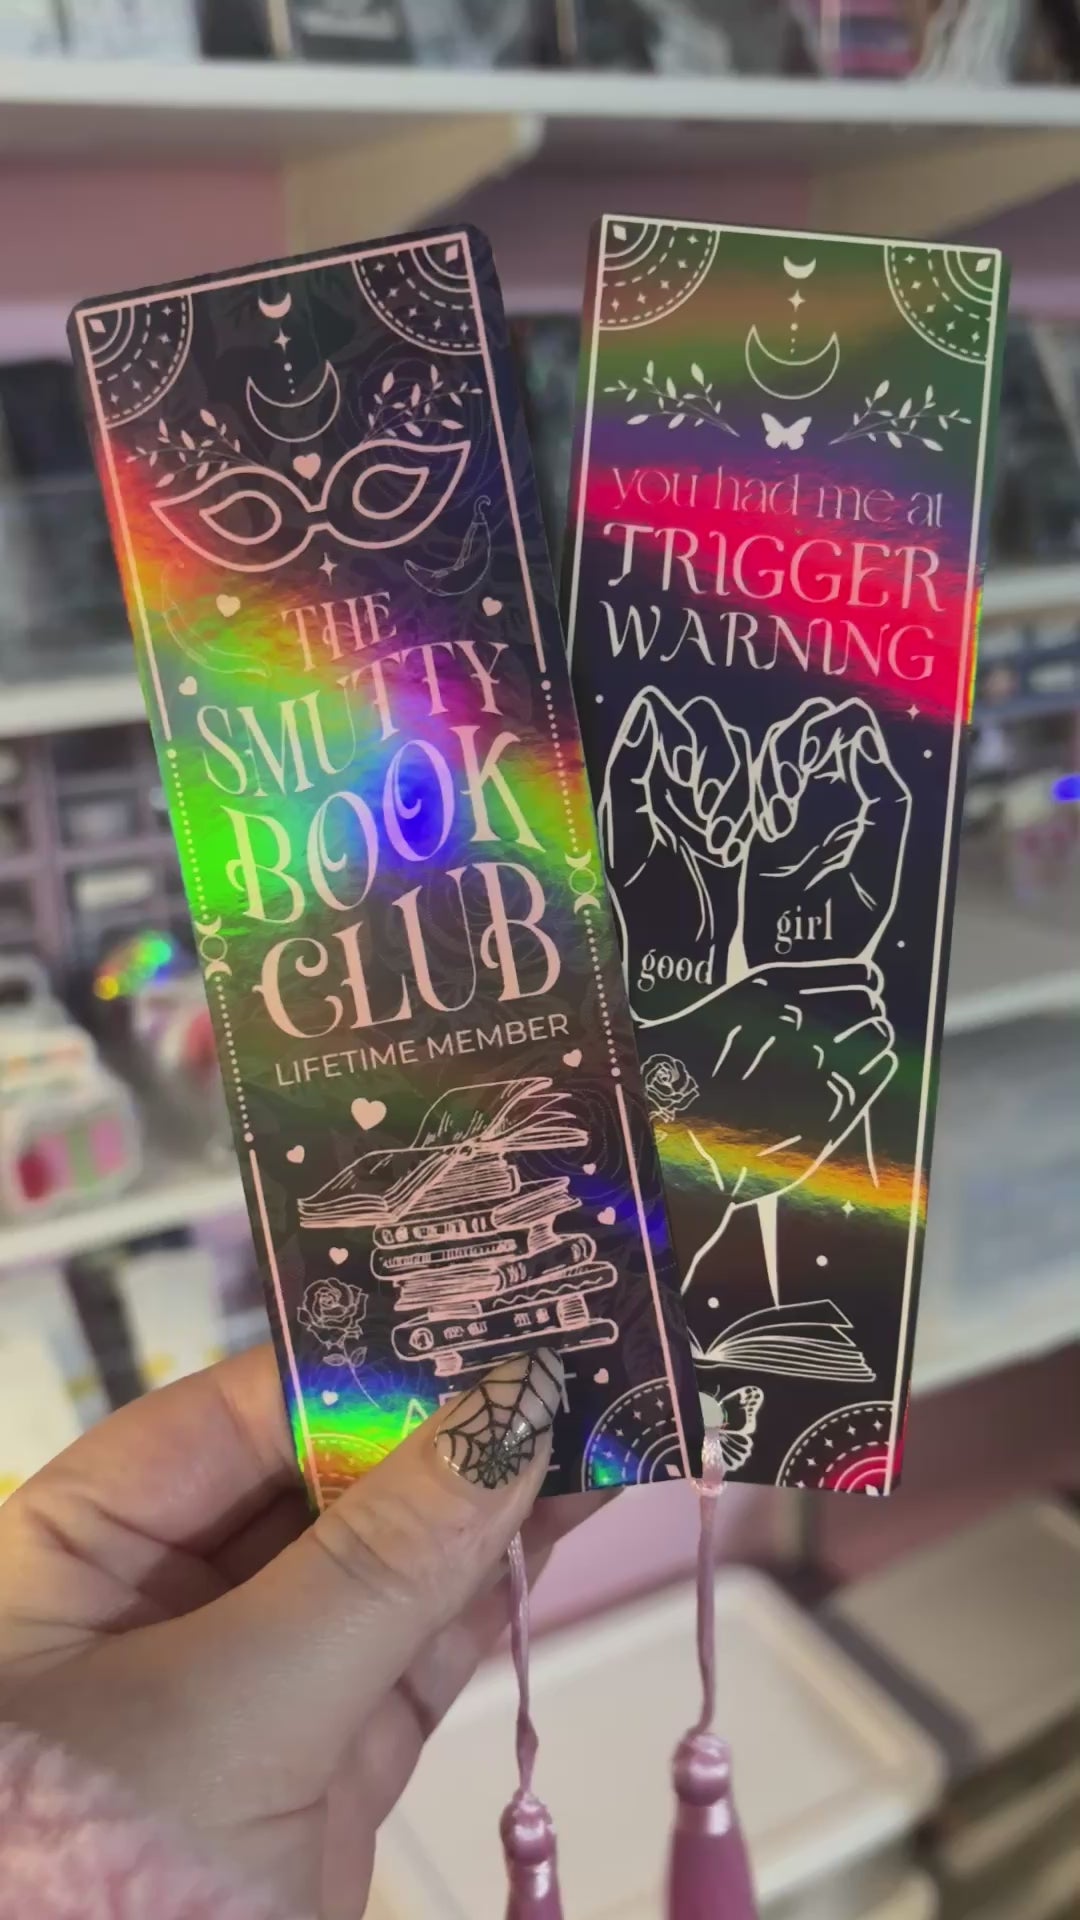 THE
SMUTTY
BOOK
CLUB
LIFETIME MEMBER
you had me at
TRIGGER
WARNING
good
girl